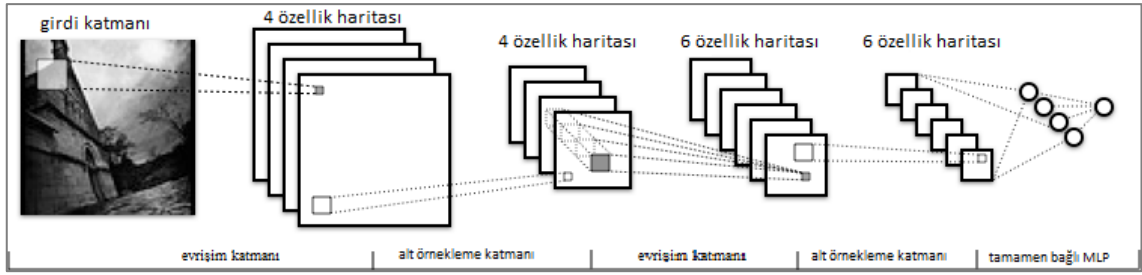 girdi katmanı
4 özellik haritası
4 özellik haritası
6 özellik haritası
6 özellik haritası
evrişim katmanı
alt örnekleme katmanı
evrişim katmanı
alt örnekleme katmanı
tamamen bağlı MLP